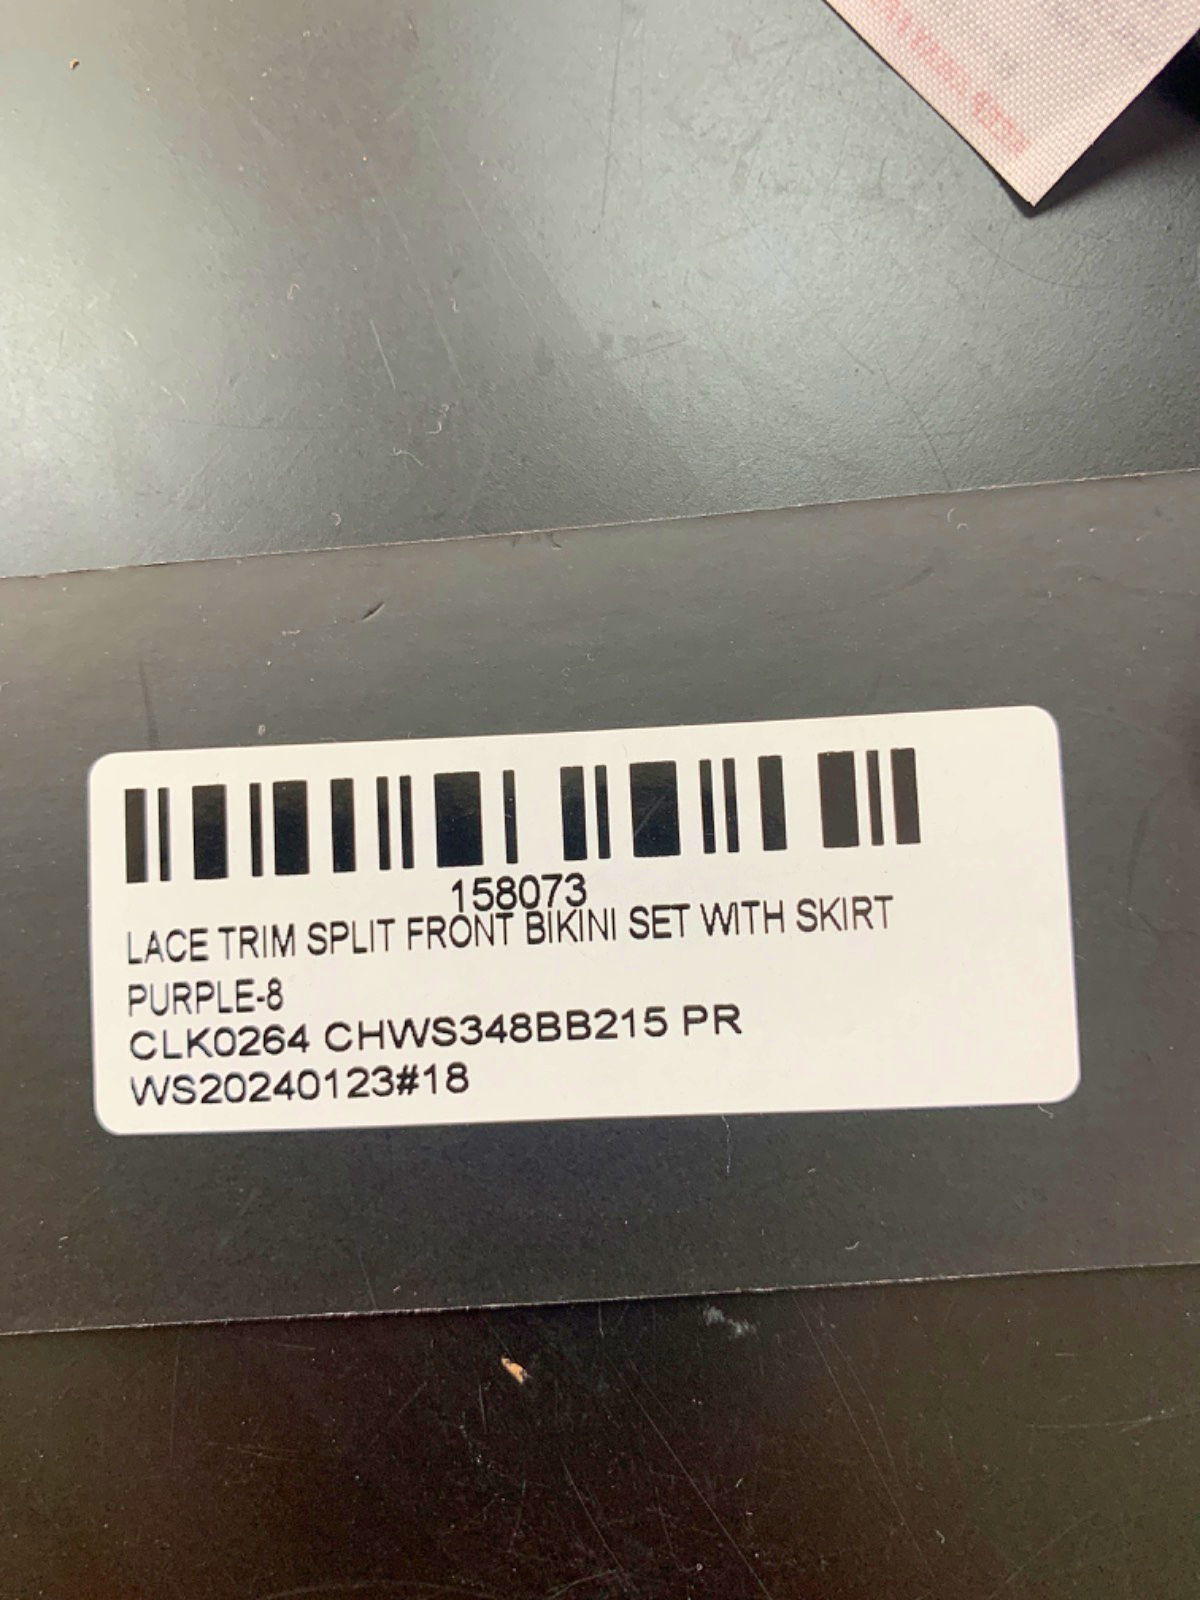 158073
LACE TRIM SPLIT FRONT BIKINI SET WITH SKIRT
PURPLE-8
CLK0264 CHWS348BB215 PR
WS20240123#18